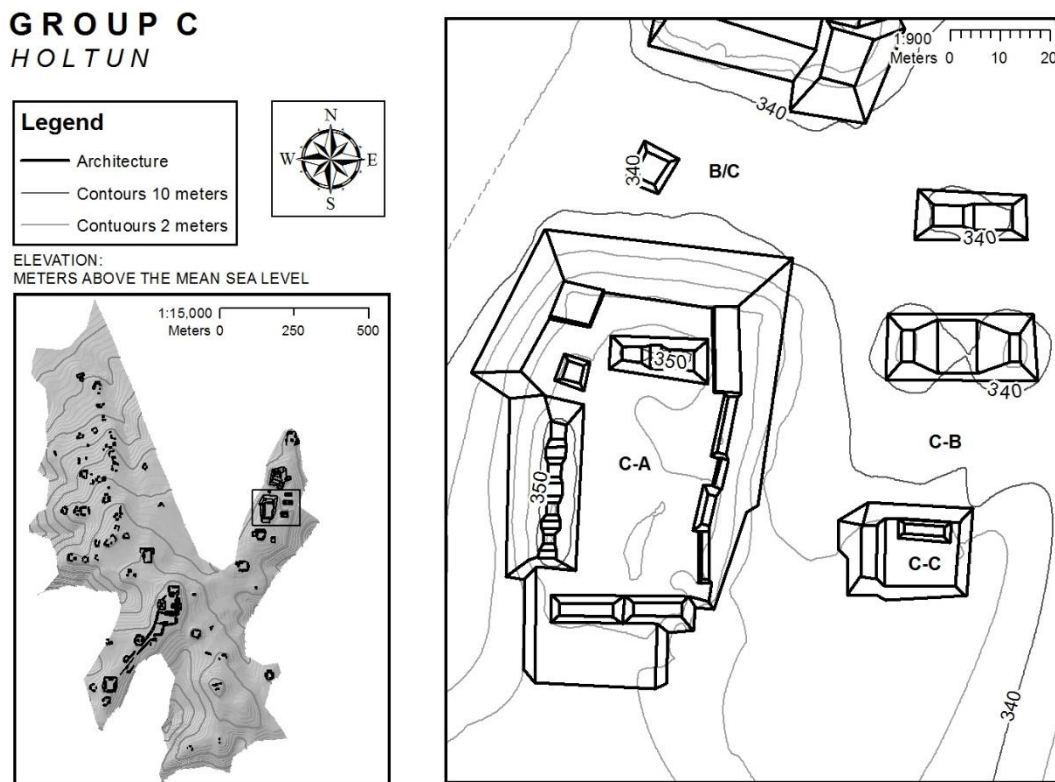 GROUP C
HOLTUN
Legend
Architecture
Contours 10 meters
Contuours 2 meters
N
W E
S
ELEVATION:
METERS ABOVE THE MEAN SEA LEVEL
1:15,000
Meters 0 250 500
1:900
Meters 0 10 20
340
340
B/C
340
350
340
C-A
C-B
350
C-C
340